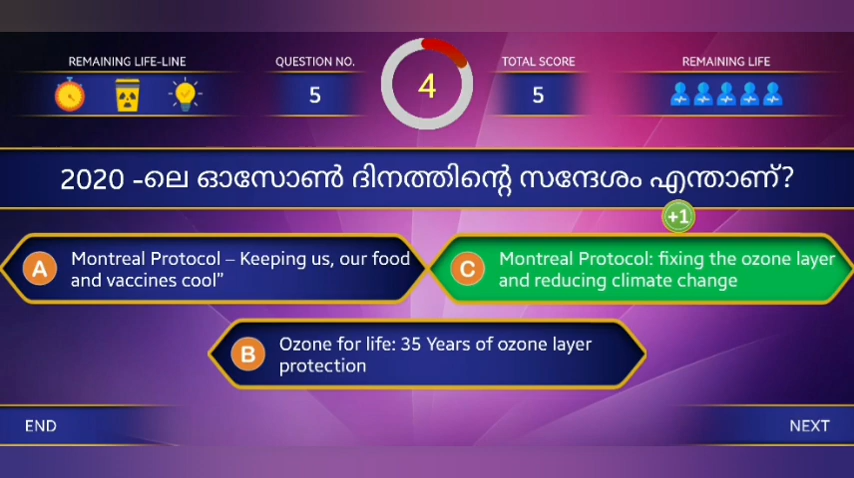 REMAINING LIFE-LINE
QUESTION NO.
5
4
TOTAL SCORE
5
REMAINING LIFE
2020 -ലെ ഓസോൺ ദിനത്തിന്റെ സന്ദേശം എന്താണ്?
+1
A
Montreal Protocol – Keeping us, our food
and vaccines cool"
C
Montreal Protocol: fixing the ozone layer
and reducing climate change
B
Ozone for life: 35 Years of ozone layer
protection
END
NEXT